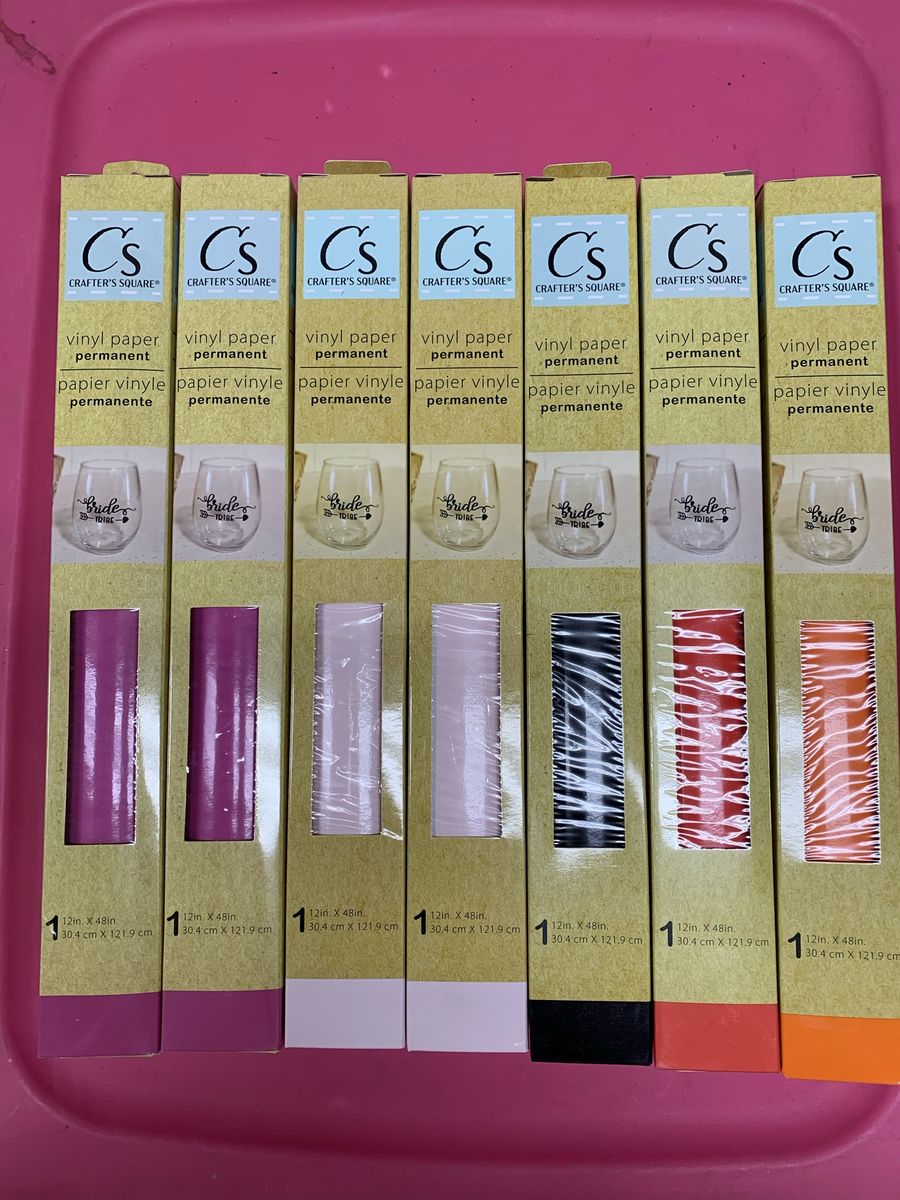 Cs
CRAFTER'S SQUARE®
vinyl paper
permanent
papier vinyle
permanente
bride
TRIBE
1 12in. X 48in.
30.4 cm X 121.9 cm
Cs
CRAFTER'S SQUARE®
vinyl paper
permanent
papier vinyle
permanente
bride
TRIBE
1 12in. X 48in.
30.4 cm X 121.9 cm
Cs
CRAFTER'S SQUARE®
vinyl paper
permanent
papier vinyle
permanente
bride
TRIBE
1 12in. X 48in.
30.4 cm X 121.9 cm
Cs
CRAFTER'S SQUARE®
vinyl paper
permanent
papier vinyle
permanente
bride
TRIBE
1 12in. X 48in.
30.4 cm X 121.9 cm
Cs
CRAFTER'S SQUARE®
vinyl paper
permanent
papier vinyle
permanente
bride
TRIBE
1 12in. X 48in.
30.4 cm X 121.9 cm
Cs
CRAFTER'S SQUARE®
vinyl paper
permanent
papier vinyle
permanente
bride
TRIBE
1 12in. X 48in.
30.4 cm X 121.9 cm
Cs
CRAFTER'S SQUARE®
vinyl paper
permanent
papier vinyle
permanente
bride
TRIBE
1 12in. X 48in.
30.4 cm X 121.9 cm